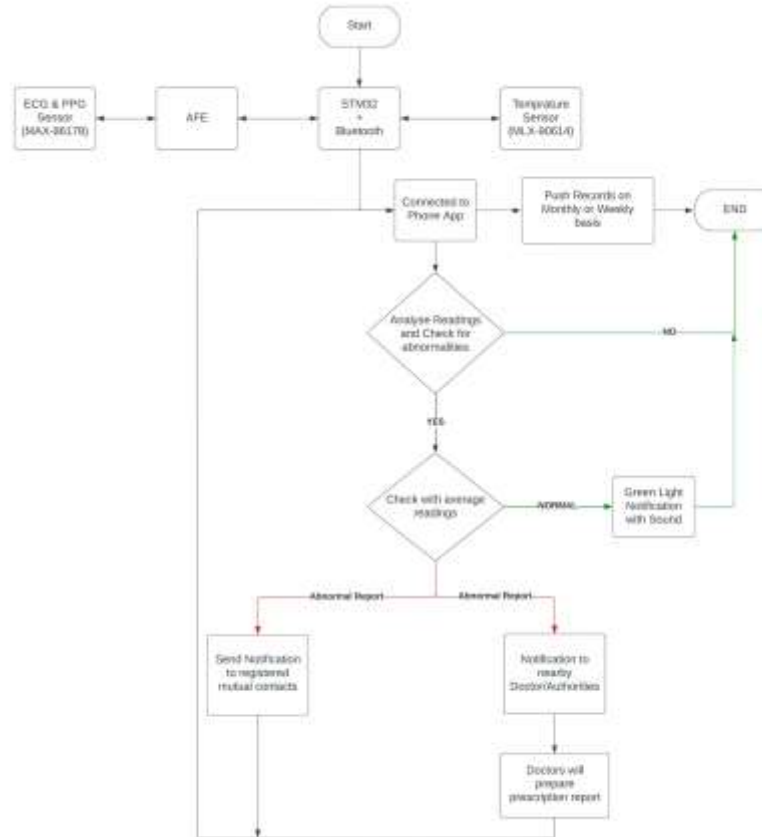 Start
ECG & PPG
Sensor
(MAX-86178)
AFE
STM32
+
Bluetooth
Temprature
Sensor
(MLX-90614)
Connected to
Phone App
Push Records on
Monthly or Weekly
basis
END
Analyse Readings
and Check for
abnormalities
NO
YES
Check with average
readings
NORMAL
Green Light
Notification
with Sound
Abnormal Report
Abnormal Report
Send Notification
to registered
mutual contacts
Notification to
nearby
Doctor/Authorities
Doctors will
prepare
prescription report